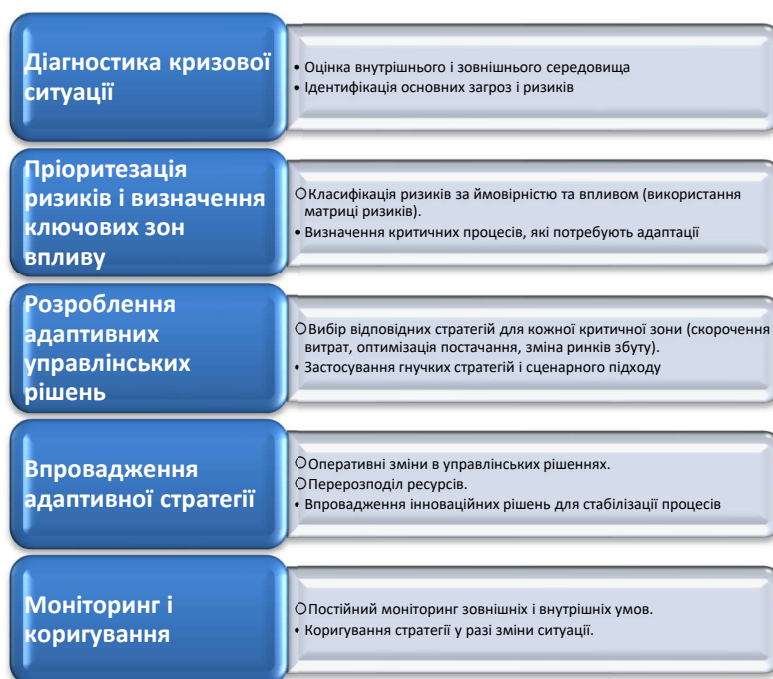 Діагностика кризової
ситуації
• Оцінка внутрішнього і зовнішнього середовища
• Ідентифікація основних загроз і ризиків
Пріоритезація
ризиків і визначення
ключових зон
впливу
○Класифікація ризиків за ймовірністю та впливом (використання
матриці ризиків).
• Визначення критичних процесів, які потребують адаптації
Розроблення
адаптивних
управлінських
рішень
○Вибір відповідних стратегій для кожної критичної зони (скорочення
витрат, оптимізація постачання, зміна ринків збуту).
• Застосування гнучких стратегій і сценарного підходу
Впровадження
адаптивної стратегії
○Оперативні зміни в управлінських рішеннях.
○Перерозподіл ресурсів.
• Впровадження інноваційних рішень для стабілізації процесів
Моніторинг і
коригування
○Постійний моніторинг зовнішніх і внутрішніх умов.
• Коригування стратегії у разі зміни ситуації.